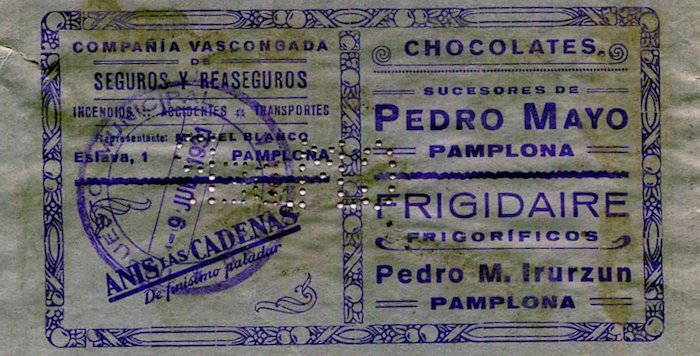 COMPAÑÍA VASCONGADA
DE
SEGUROS Y REASEGUROS
INCENDIOS :: ACCIDENTES :: TRANSPORTES
Representante: BLANCO
Eslava, 1 PAMPLONA
ANIS LAS CADENAS
De finísimo paladar
CHOCOLATES
SUCESORES DE
PEDRO MAYO
PAMPLONA
FRIGIDAIRE
FRIGORÍFICOS
Pedro M. Irurzun
PAMPLONA